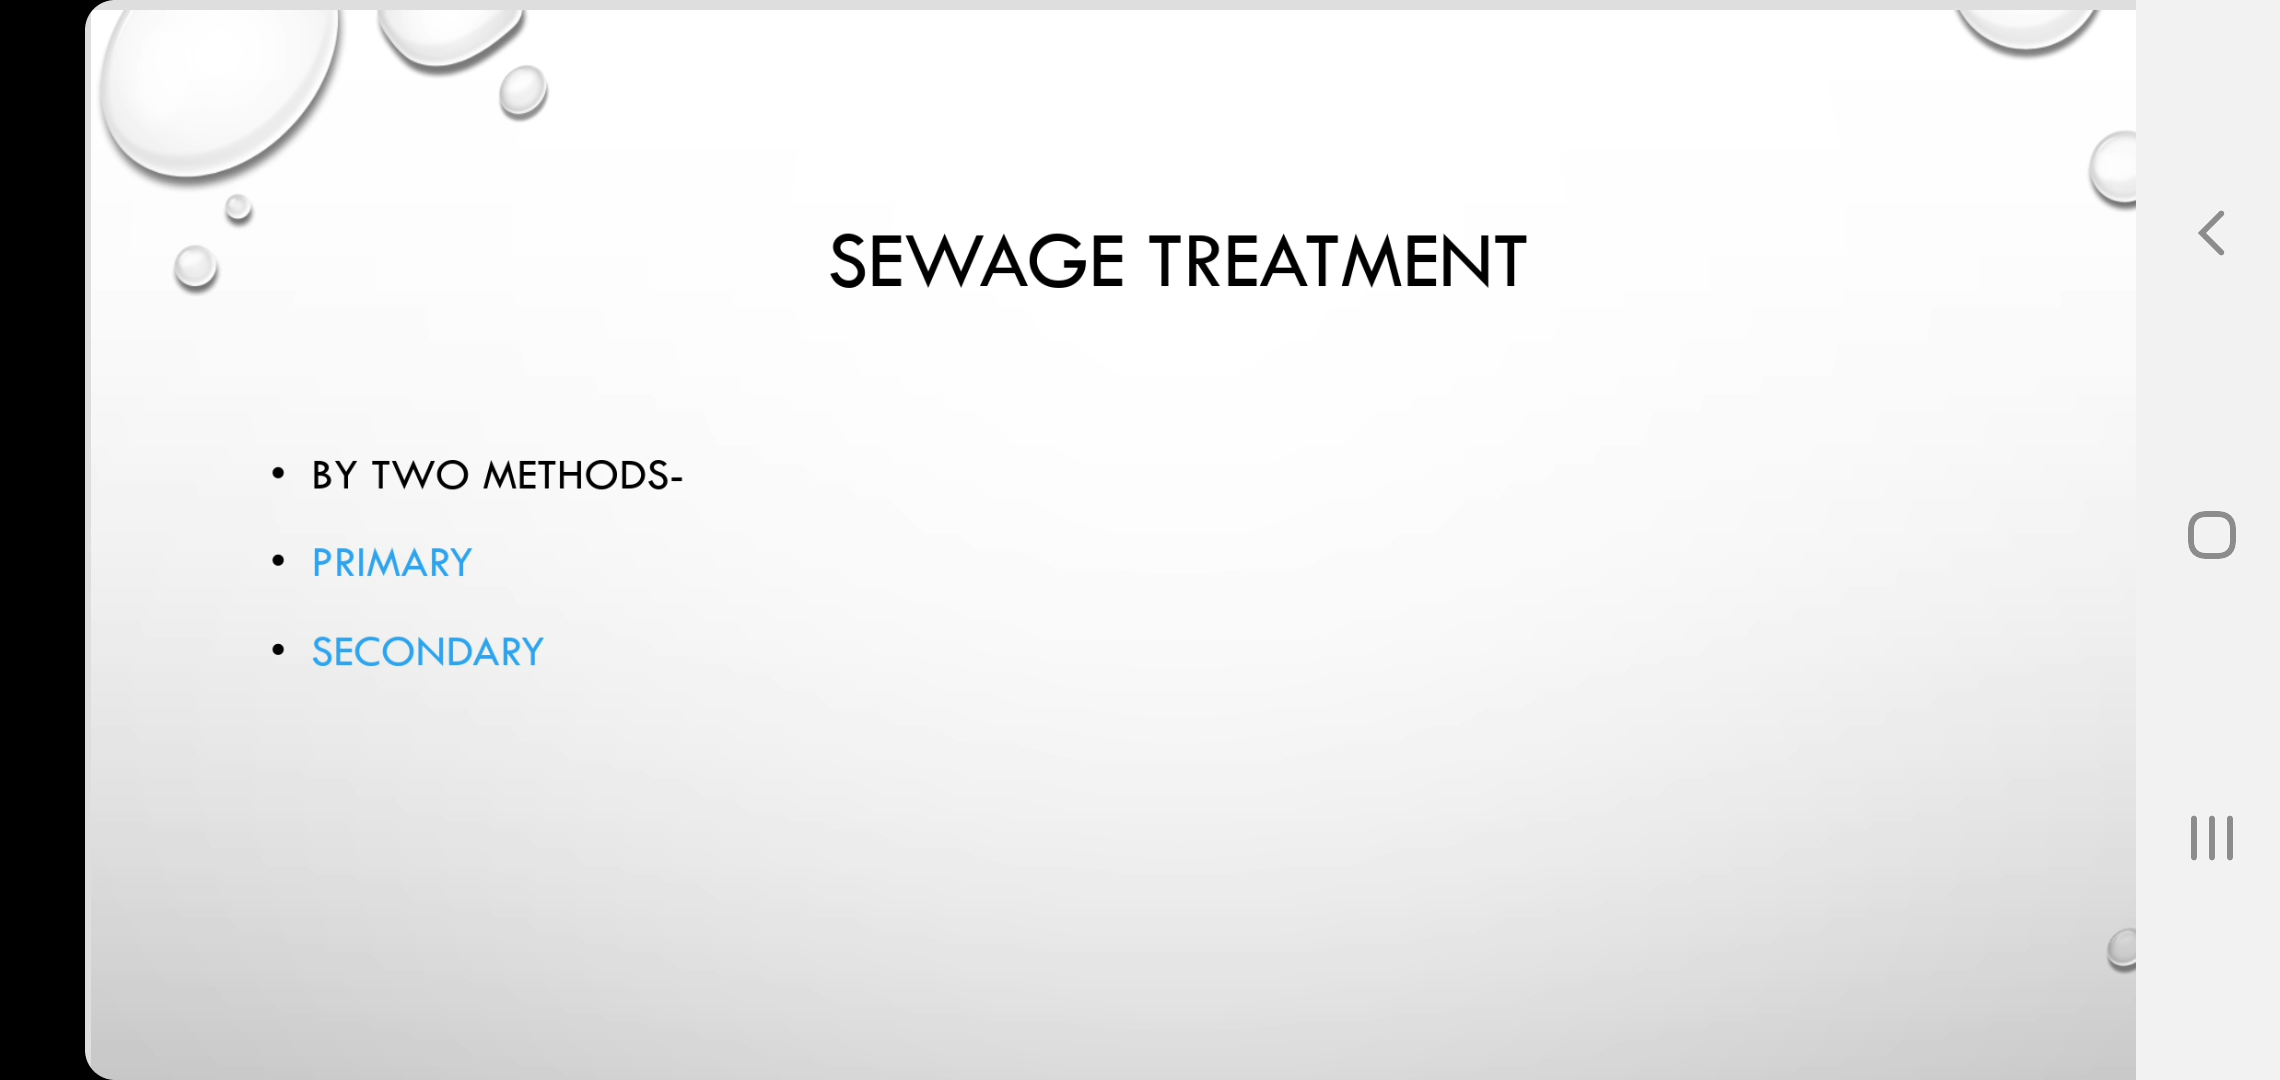 SEWAGE TREATMENT
• BY TWO METHODS-
• PRIMARY
• SECONDARY